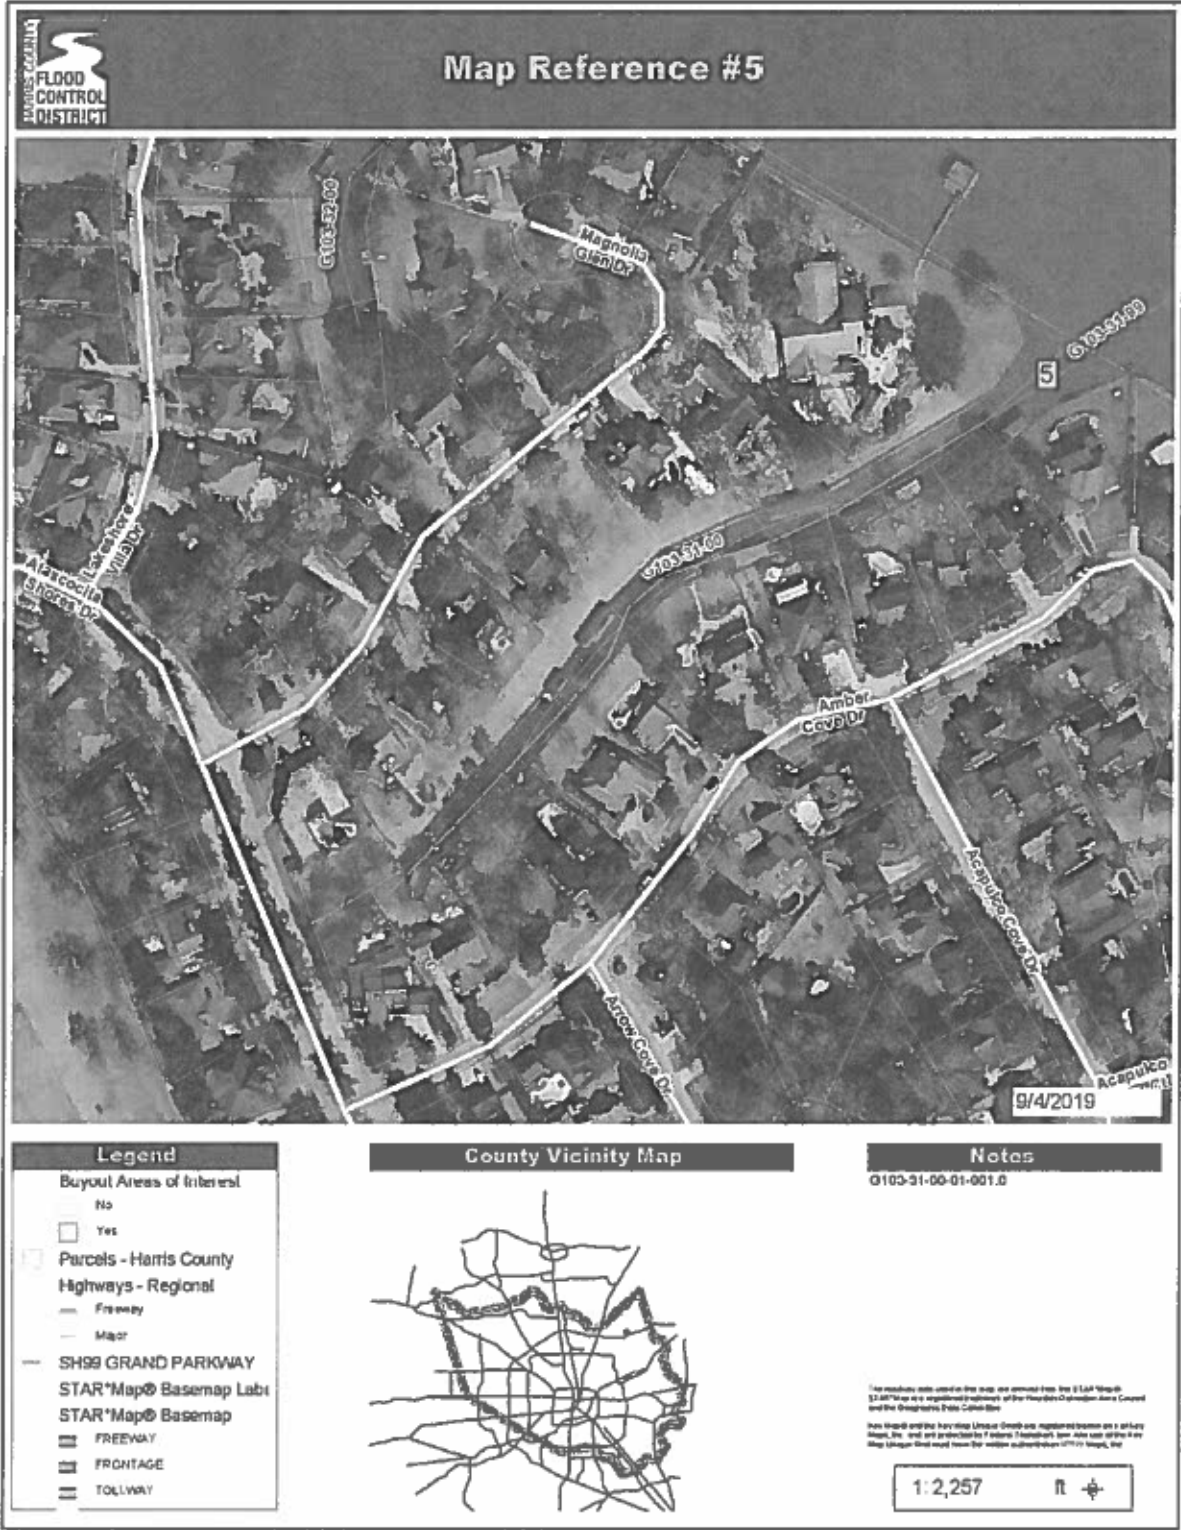 HARRIS COUNTY
FLOOD
CONTROL
DISTRICT
Map Reference #5
G103-32-00
Magnolia
Glen Dr
G103-31-00
5
Lakeshore
Villa Dr
Atascocita
Shores Dr
G103-31-00
Amber
Cove Dr
Acapulco Cove Dr
Arrow Cove Dr
Acapulco
9/4/2019
Legend
Buyout Areas of Interest
No
Yes
Parcels - Harris County
Highways - Regional
Freeway
Major
SH99 GRAND PARKWAY
STAR*Map® Basemap Labe
STAR*Map® Basemap
FREEWAY
FRONTAGE
TOLLWAY
County Vicinity Map
Notes
G103-31-00-01-001.0
1: 2,257 ft